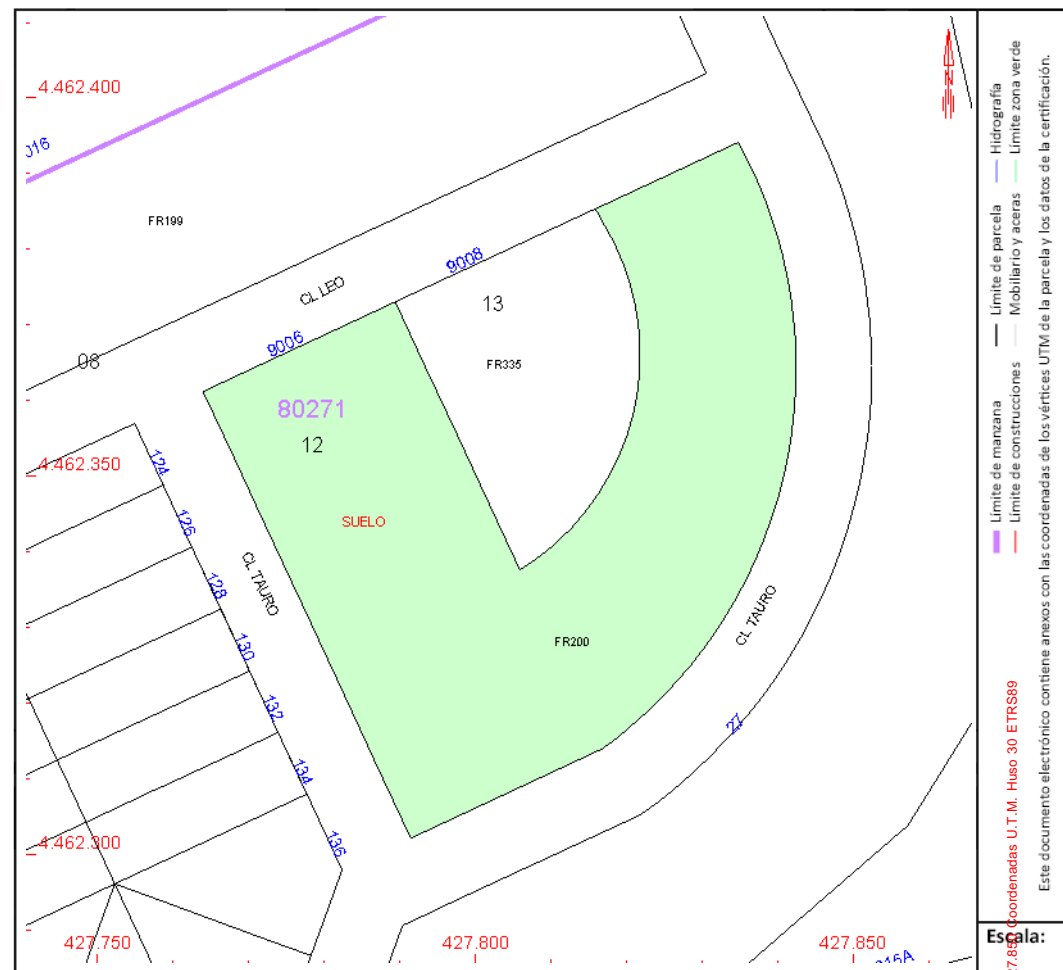 4.462.400
016
FR199
9008
CL LEO
13
9006
08
FR335
80271
12
4.462.350
124
SUELO
126
CL TAURO
128
CL TAURO
130
FR200
132
27
134
4.462.300
136
427.750
427.800
427.850
016A
Límite de manzana
Límite de parcela
Hidrografía
Límite de construcciones
Mobiliario y aceras
Límite zona verde
Coordenadas U.T.M. Huso 30 ETRS89
Este documento electrónico contiene anexos con las coordenadas de los vértices UTM de la parcela y los datos de la certificación.
Escala: